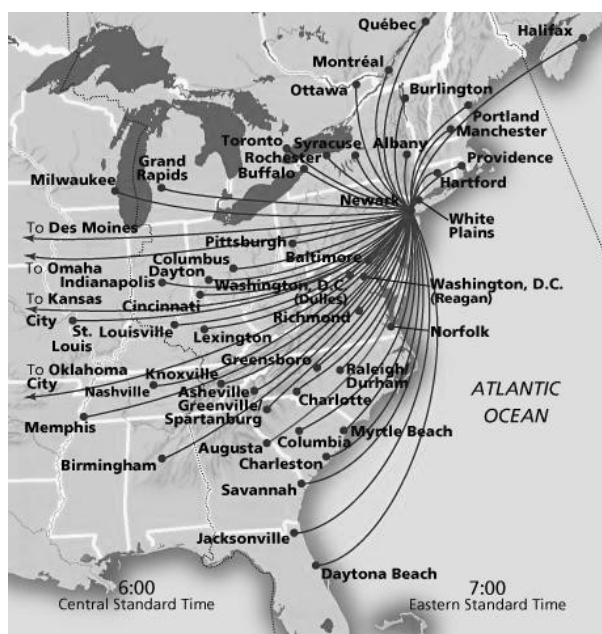 Québec
Halifax
Montréal
Ottawa
Burlington
Portland
Manchester
Toronto
Syracuse
Albany
Rochester
Providence
Grand
Rapids
Buffalo
Hartford
Milwaukee
Newark
White
Plains
To Des Moines
Pittsburgh
Baltimore
Columbus
To Omaha
Dayton
Indianapolis
Washington, D.C.
(Dulles)
Washington, D.C.
(Reagan)
To Kansas
City
Cincinnati
Richmond
St.
Louis
Louisville
Lexington
Norfolk
Greensboro
To Oklahoma
City
Knoxville
Raleigh/
Durham
Nashville
Asheville
ATLANTIC
OCEAN
Greenville/
Spartanburg
Charlotte
Memphis
Columbia
Myrtle Beach
Augusta
Birmingham
Charleston
Savannah
Jacksonville
Daytona Beach
6:00
Central Standard Time
7:00
Eastern Standard Time